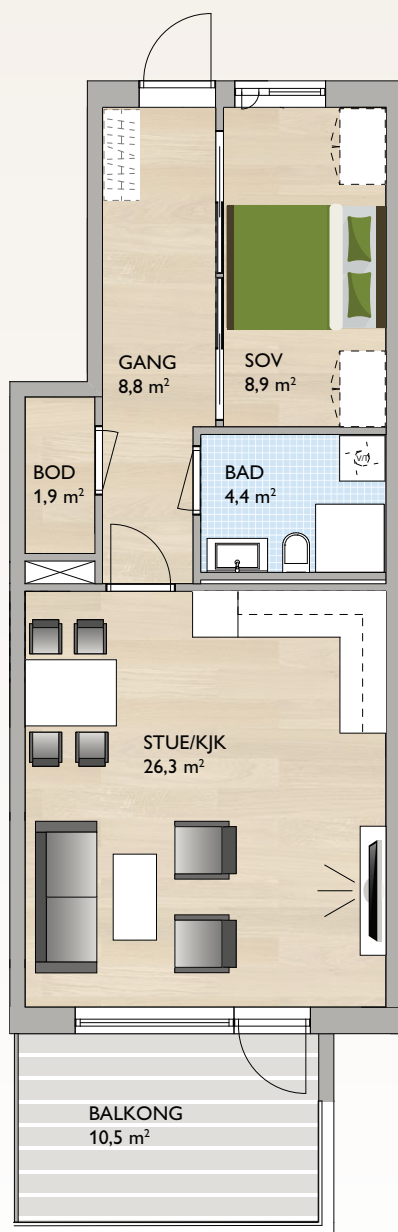 GANG
8,8 m²
SOV
8,9 m²
BOD
1,9 m²
BAD
4,4 m²
V/T
STUE/KJK
26,3 m²
BALKONG
10,5 m²